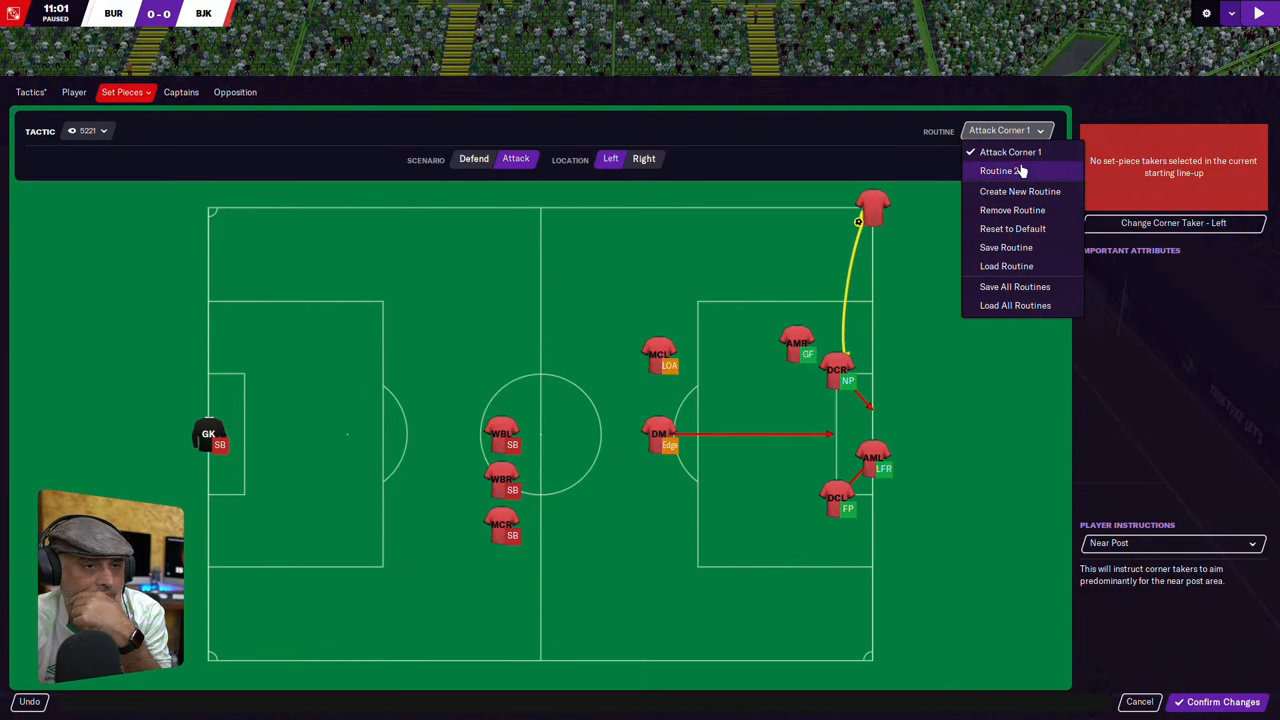 11:01
PAUSED
BUR
0 - 0
BJK
Tactics*
Player
Set Pieces
Captains
Opposition
TACTIC
5221
ROUTINE
Attack Corner 1
SCENARIO
Defend
Attack
LOCATION
Left
Right
Attack Corner 1
Routine 2
Create New Routine
Remove Routine
Reset to Default
Save Routine
Load Routine
Save All Routines
Load All Routines
No set-piece takers selected in the current
starting line-up
Change Corner Taker - Left
IMPORTANT ATTRIBUTES
AMR
GF
MCL
LOA
DCR
NP
GK
SB
WBL
SB
DM
Edge
AML
LFR
WBR
SB
DCL
FP
MCR
SB
PLAYER INSTRUCTIONS
Near Post
This will instruct corner takers to aim
predominantly for the near post area.
Undo
Cancel
Confirm Changes